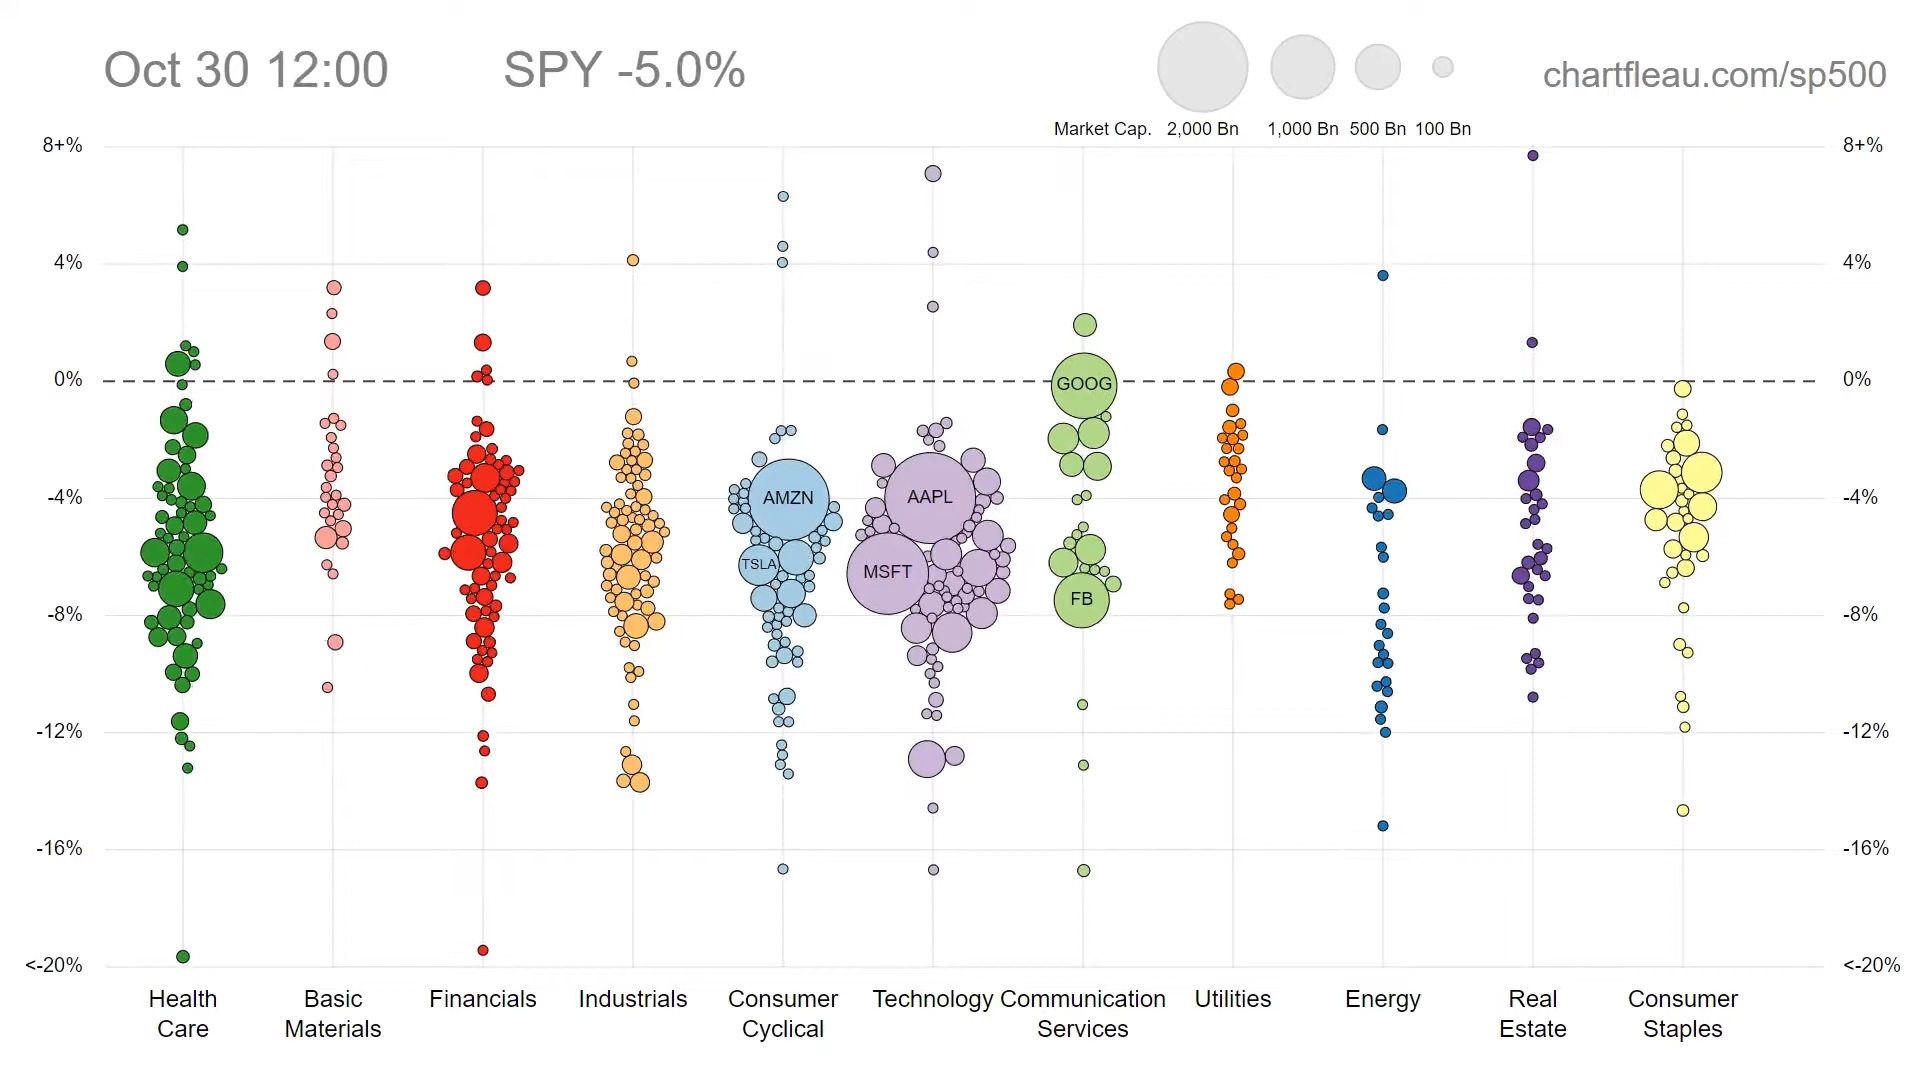 Oct 30 12:00
SPY -5.0%
chartfleau.com/sp500
Market Cap. 2,000 Bn 1,000 Bn 500 Bn 100 Bn
8+% 8+%
4% 4%
0% 0%
-4% -4%
-8% -8%
-12% -12%
-16% -16%
<-20% <-20%
GOOG
AMZN
AAPL
TSLA
MSFT
FB
Health
Care
Basic
Materials
Financials
Industrials
Consumer
Cyclical
Technology
Communication
Services
Utilities
Energy
Real
Estate
Consumer
Staples